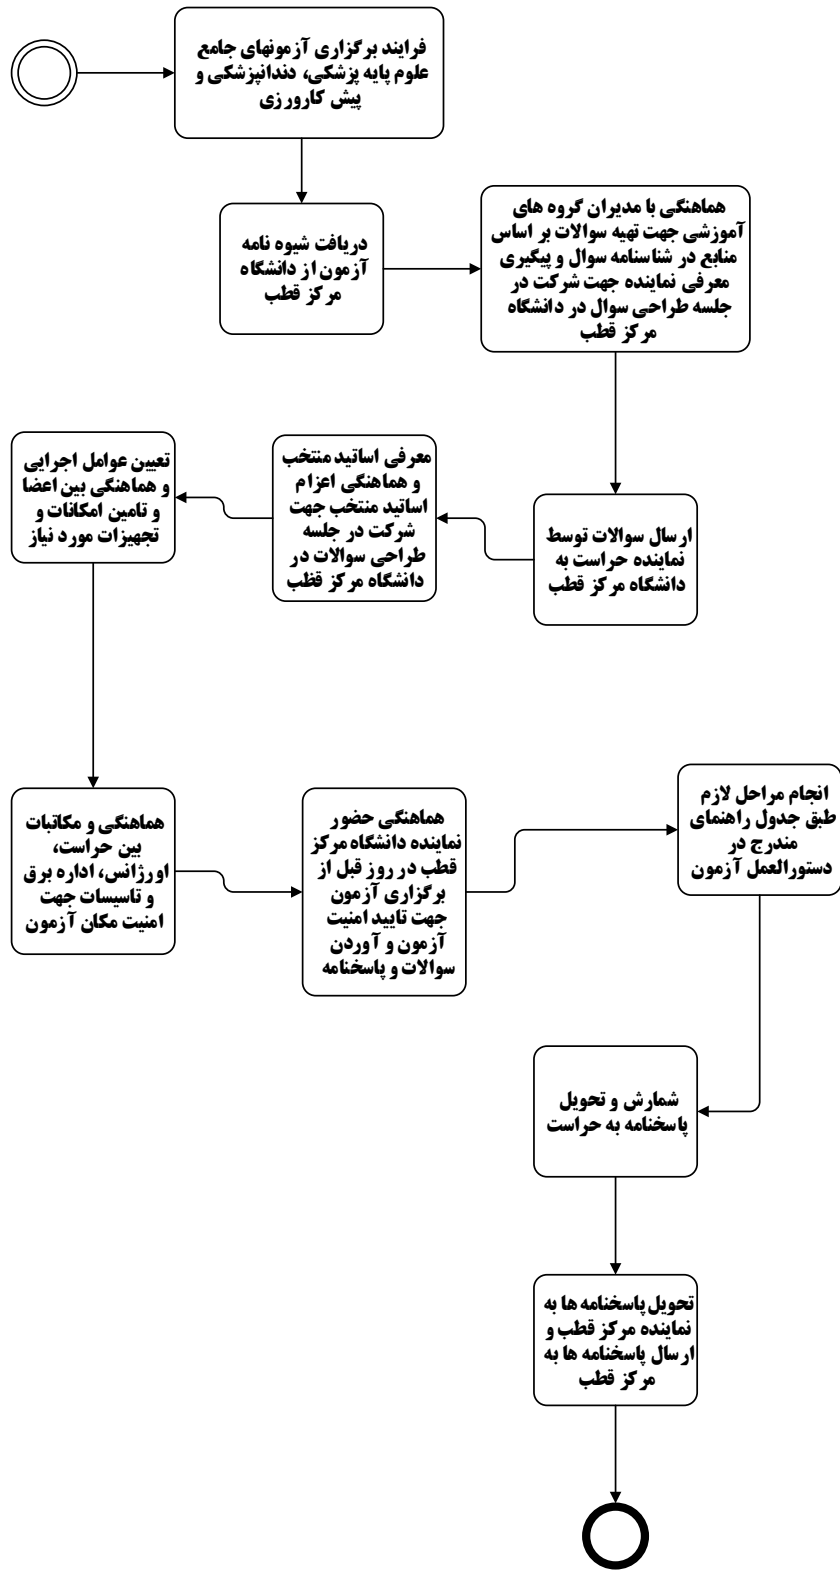 فرایند برگزاری آزمونهای جامع
علوم پایه پزشکی، دندانپزشکی و
پیش کارورزی
دریافت شیوه نامه
آزمون از دانشگاه
مرکز قطب
هماهنگی با مدیران گروه های
آموزشی جهت تهیه سوالات بر اساس
منابع در شناسنامه سوال و پیگیری
معرفی نماینده جهت شرکت در
جلسه طراحی سوال در دانشگاه
مرکز قطب
ارسال سوالات توسط
نماینده حراست به
دانشگاه مرکز قطب
معرفی اساتید منتخب
و هماهنگی اعزام
اساتید منتخب جهت
شرکت در جلسه
طراحی سوالات در
دانشگاه مرکز قظب
تعیین عوامل اجرایی
و هماهنگی بین اعضا
و تامین امکانات و
تجهیزات مورد نیاز
هماهنگی و مکاتبات
بین حراست،
اورژانس، اداره برق
و تاسیسات جهت
امنیت مکان آزمون
هماهنگی حضور
نماینده دانشگاه مرکز
قطب در روز قبل از
برگزاری آزمون
جهت تایید امنیت
آزمون و آوردن
سوالات و پاسخنامه
انجام مراحل لازم
طبق جدول راهنمای
مندرج در
دستورالعمل آزمون
شمارش و تحویل
پاسخنامه به حراست
تحویل پاسخنامه ها به
نماینده مرکز قطب و
ارسال پاسخنامه ها به
مرکز قطب